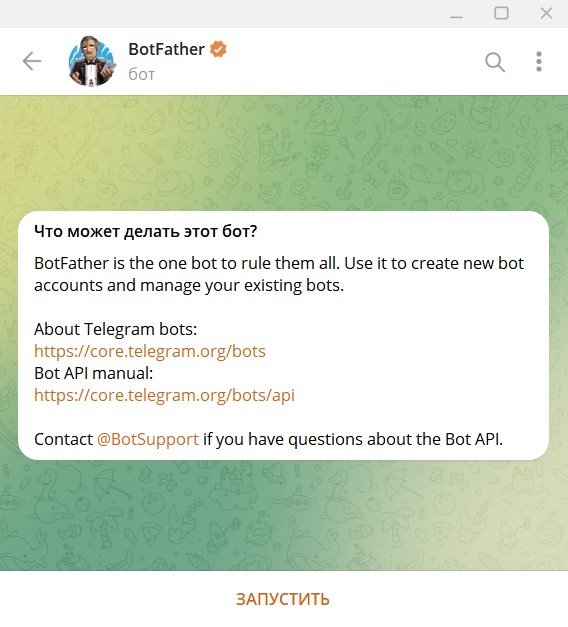 BotFather
бот
Что может делать этот бот?
BotFather is the one bot to rule them all. Use it to create new bot
accounts and manage your existing bots.
About Telegram bots:
https://core.telegram.org/bots
Bot API manual:
https://core.telegram.org/bots/api
Contact @BotSupport if you have questions about the Bot API.
ЗАПУСТИТЬ